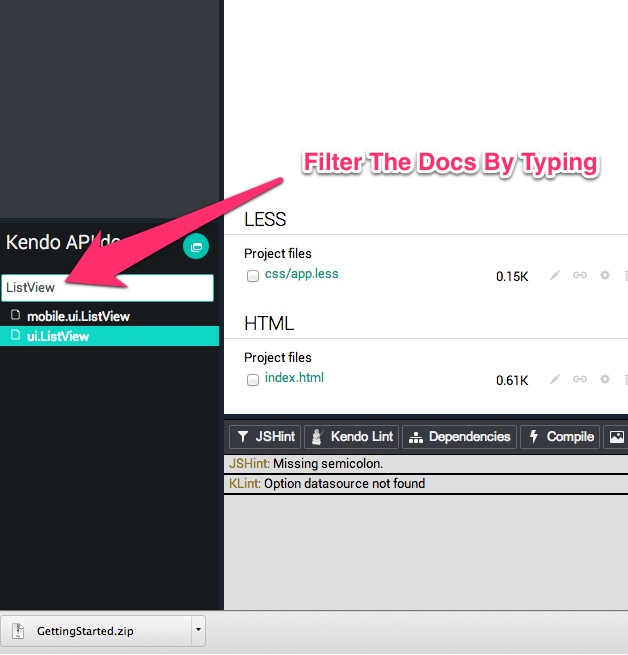 Filter The Docs By Typing
LESS
Project files
css/app.less 0.15K
HTML
Project files
index.html 0.61K
Kendo API
ListView
mobile.ui.ListView
ui.ListView
JSHint Kendo Lint Dependencies Compile
JSHint: Missing semicolon.
KLint: Option datasource not found
GettingStarted.zip